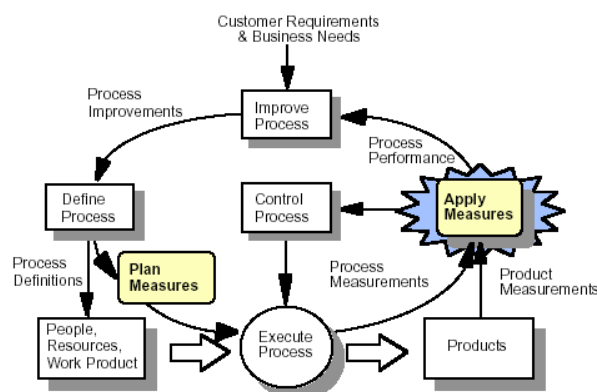 Customer Requirements
& Business Needs
Process
Improvements
Improve
Process
Process
Performance
Define
Process
Control
Process
Apply
Measures
Process
Definitions
Plan
Measures
Process
Measurements
Product
Measurements
People,
Resources,
Work Product
Execute
Process
Products